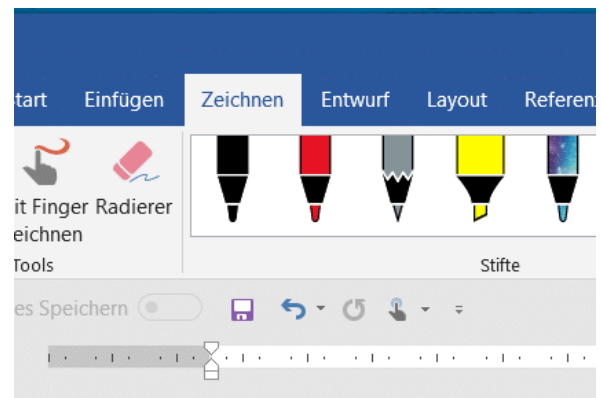 tart Einfügen Zeichnen Entwurf Layout Referen
it Finger Radierer
eichnen
Tools Stifte
es Speichern